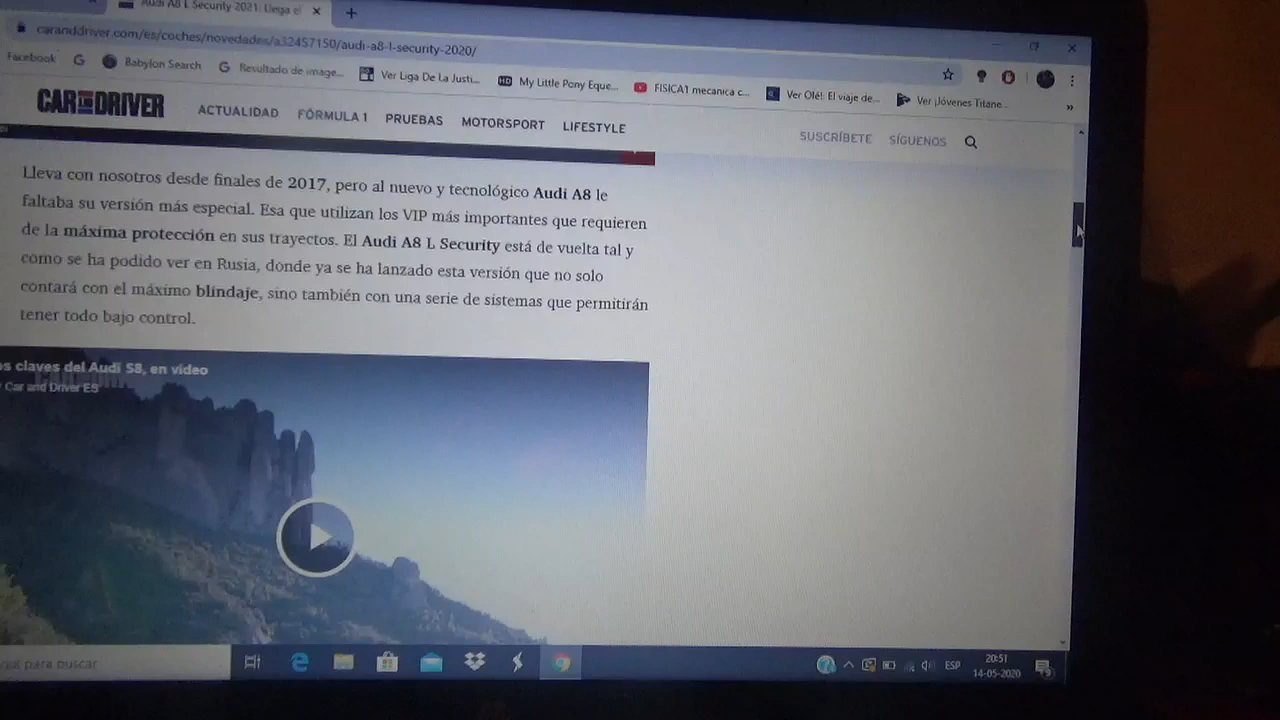 Audi A8 L Security 2021: Llega el
caranddriver.com/es/coches/novedades/a32457150/audi-a8-l-security-2020/
Facebook
Babylon Search
Resultado de image...
Ver Liga De La Justi...
HD My Little Pony Eque...
FISICA1 mecanica c...
Ver Olé!: El viaje de...
Ver ¡Jóvenes Titane...
CAR AND DRIVER
ACTUALIDAD FÓRMULA 1 PRUEBAS MOTORSPORT LIFESTYLE
SUSCRÍBETE SÍGUENOS
Lleva con nosotros desde finales de 2017, pero al nuevo y tecnológico Audi A8 le
faltaba su versión más especial. Esa que utilizan los VIP más importantes que requieren
de la máxima protección en sus trayectos. El Audi A8 L Security está de vuelta tal y
como se ha podido ver en Rusia, donde ya se ha lanzado esta versión que no solo
contará con el máximo blindaje, sino también con una serie de sistemas que permitirán
tener todo bajo control.
os claves del Audi S8, en vídeo
Car and Driver ES
aquí para buscar
ESP
20:51
14-05-2020